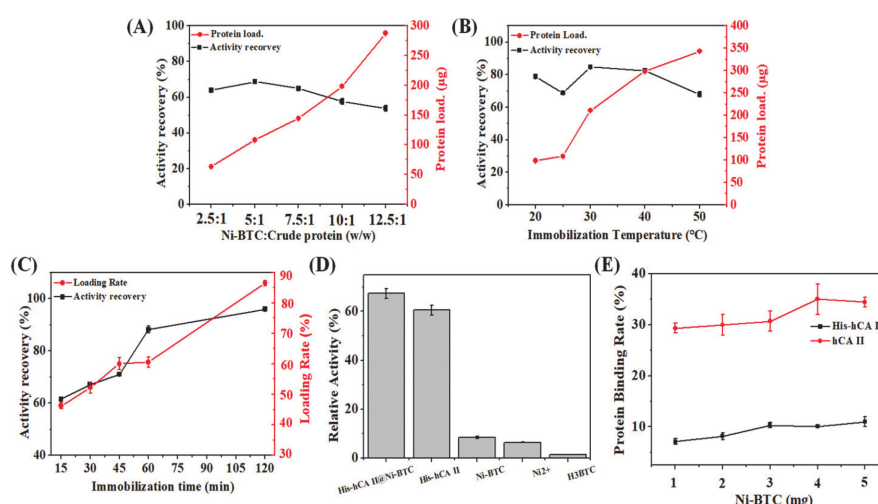 (A)
Protein load.
Activity recorvey
Activity recovery (%)
100
80
60
40
20
0
Protein load. (μg)
300
250
200
150
100
50
0
2.5:1 5:1 7.5:1 10:1 12.5:1
Ni-BTC:Crude protein (w/w)
(B)
Protein Load.
Activity recovery
Activity recovery (%)
100
80
60
40
20
0
Protein load. (μg)
400
350
300
250
200
150
100
50
0
20 30 40 50
Immobilization Temperature (°C)
(C)
Loading Rate
Activity recovery
Activity recovery (%)
100
80
60
40
Loading Rate (%)
90
80
70
60
50
40
30
15 30 45 60 75 90 105 120
Immobilization time (min)
(D)
Relative Activity (%)
60
40
20
0
His-hCA II@Ni-BTC His-hCA II Ni-BTC Ni2+ H3BTC
(E)
His-hCA I
hCA II
Protein Binding Rate (%)
40
30
20
10
0
1 2 3 4 5
Ni-BTC (mg)